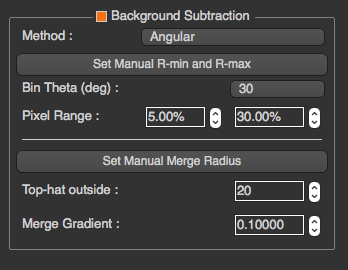 Background Subtraction
Method : Angular
Set Manual R-min and R-max
Bin Theta (deg) : 30
Pixel Range : 5.00% 30.00%
Set Manual Merge Radius
Top-hat outside : 20
Merge Gradient : 0.10000